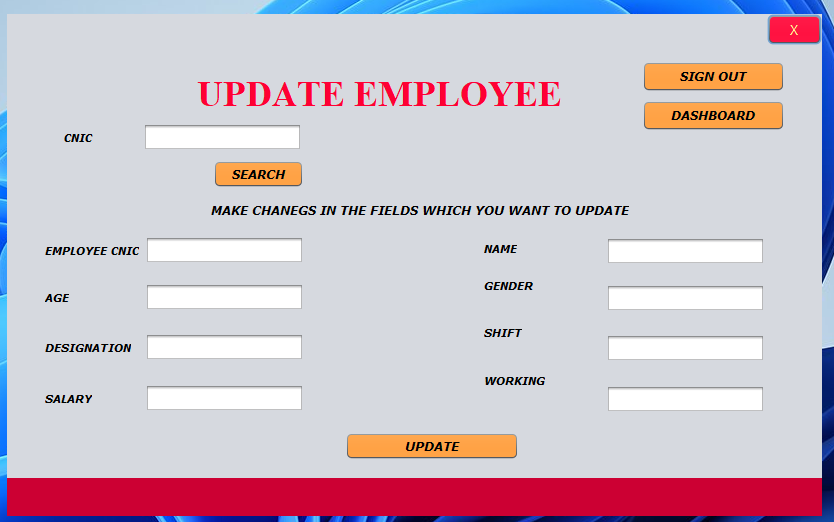 X
SIGN OUT
UPDATE EMPLOYEE
DASHBOARD
CNIC
SEARCH
MAKE CHANEGS IN THE FIELDS WHICH YOU WANT TO UPDATE
EMPLOYEE CNIC
NAME
AGE
GENDER
DESIGNATION
SHIFT
SALARY
WORKING
UPDATE